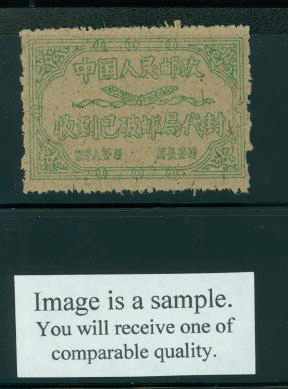 中国人民邮政
收到已破邮局代封
Image is a sample.
You will receive one of
comparable quality.